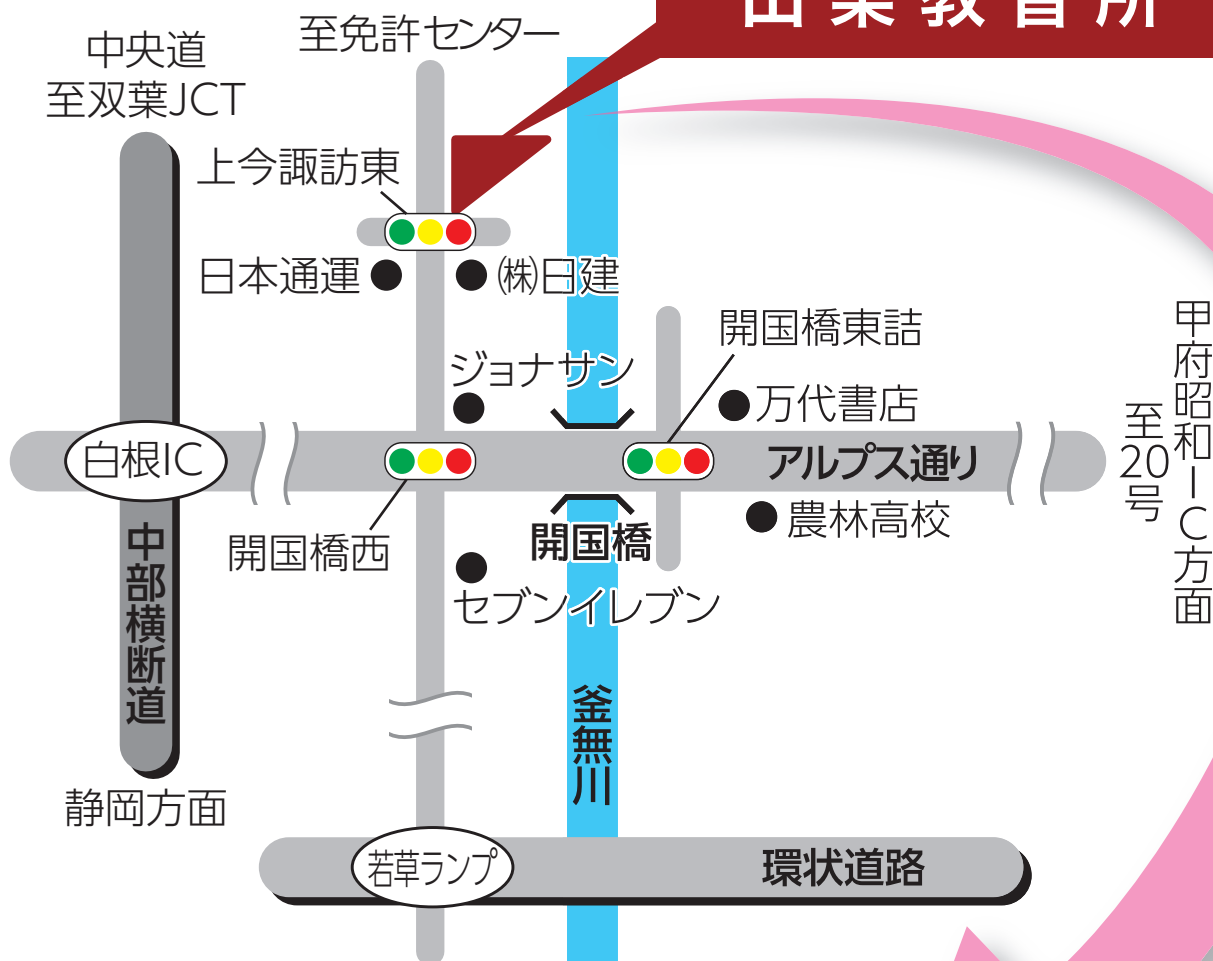 教習所
至免許センター
中央道
至双葉JCT
上今諏訪東
日本通運
㈱日建
開国橋東詰
ジョナサン
万代書店
甲府昭和IC方面
至20号
白根IC
アルプス通り
農林高校
開国橋西
開国橋
セブンイレブン
中部横断道
釜無川
静岡方面
若草ランプ
環状道路